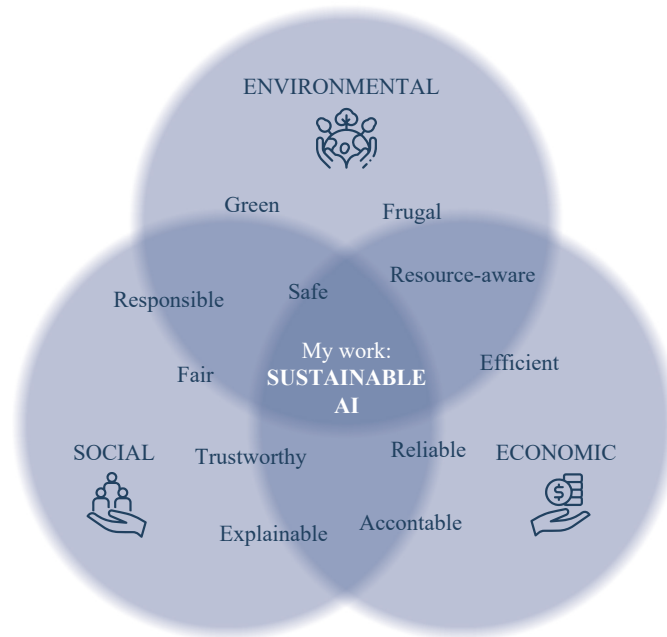 ENVIRONMENTAL
Green
Frugal
Resource-aware
Responsible
Safe
My work:
SUSTAINABLE
AI
Efficient
Fair
SOCIAL
Trustworthy
Reliable
ECONOMIC
$
Explainable
Accontable